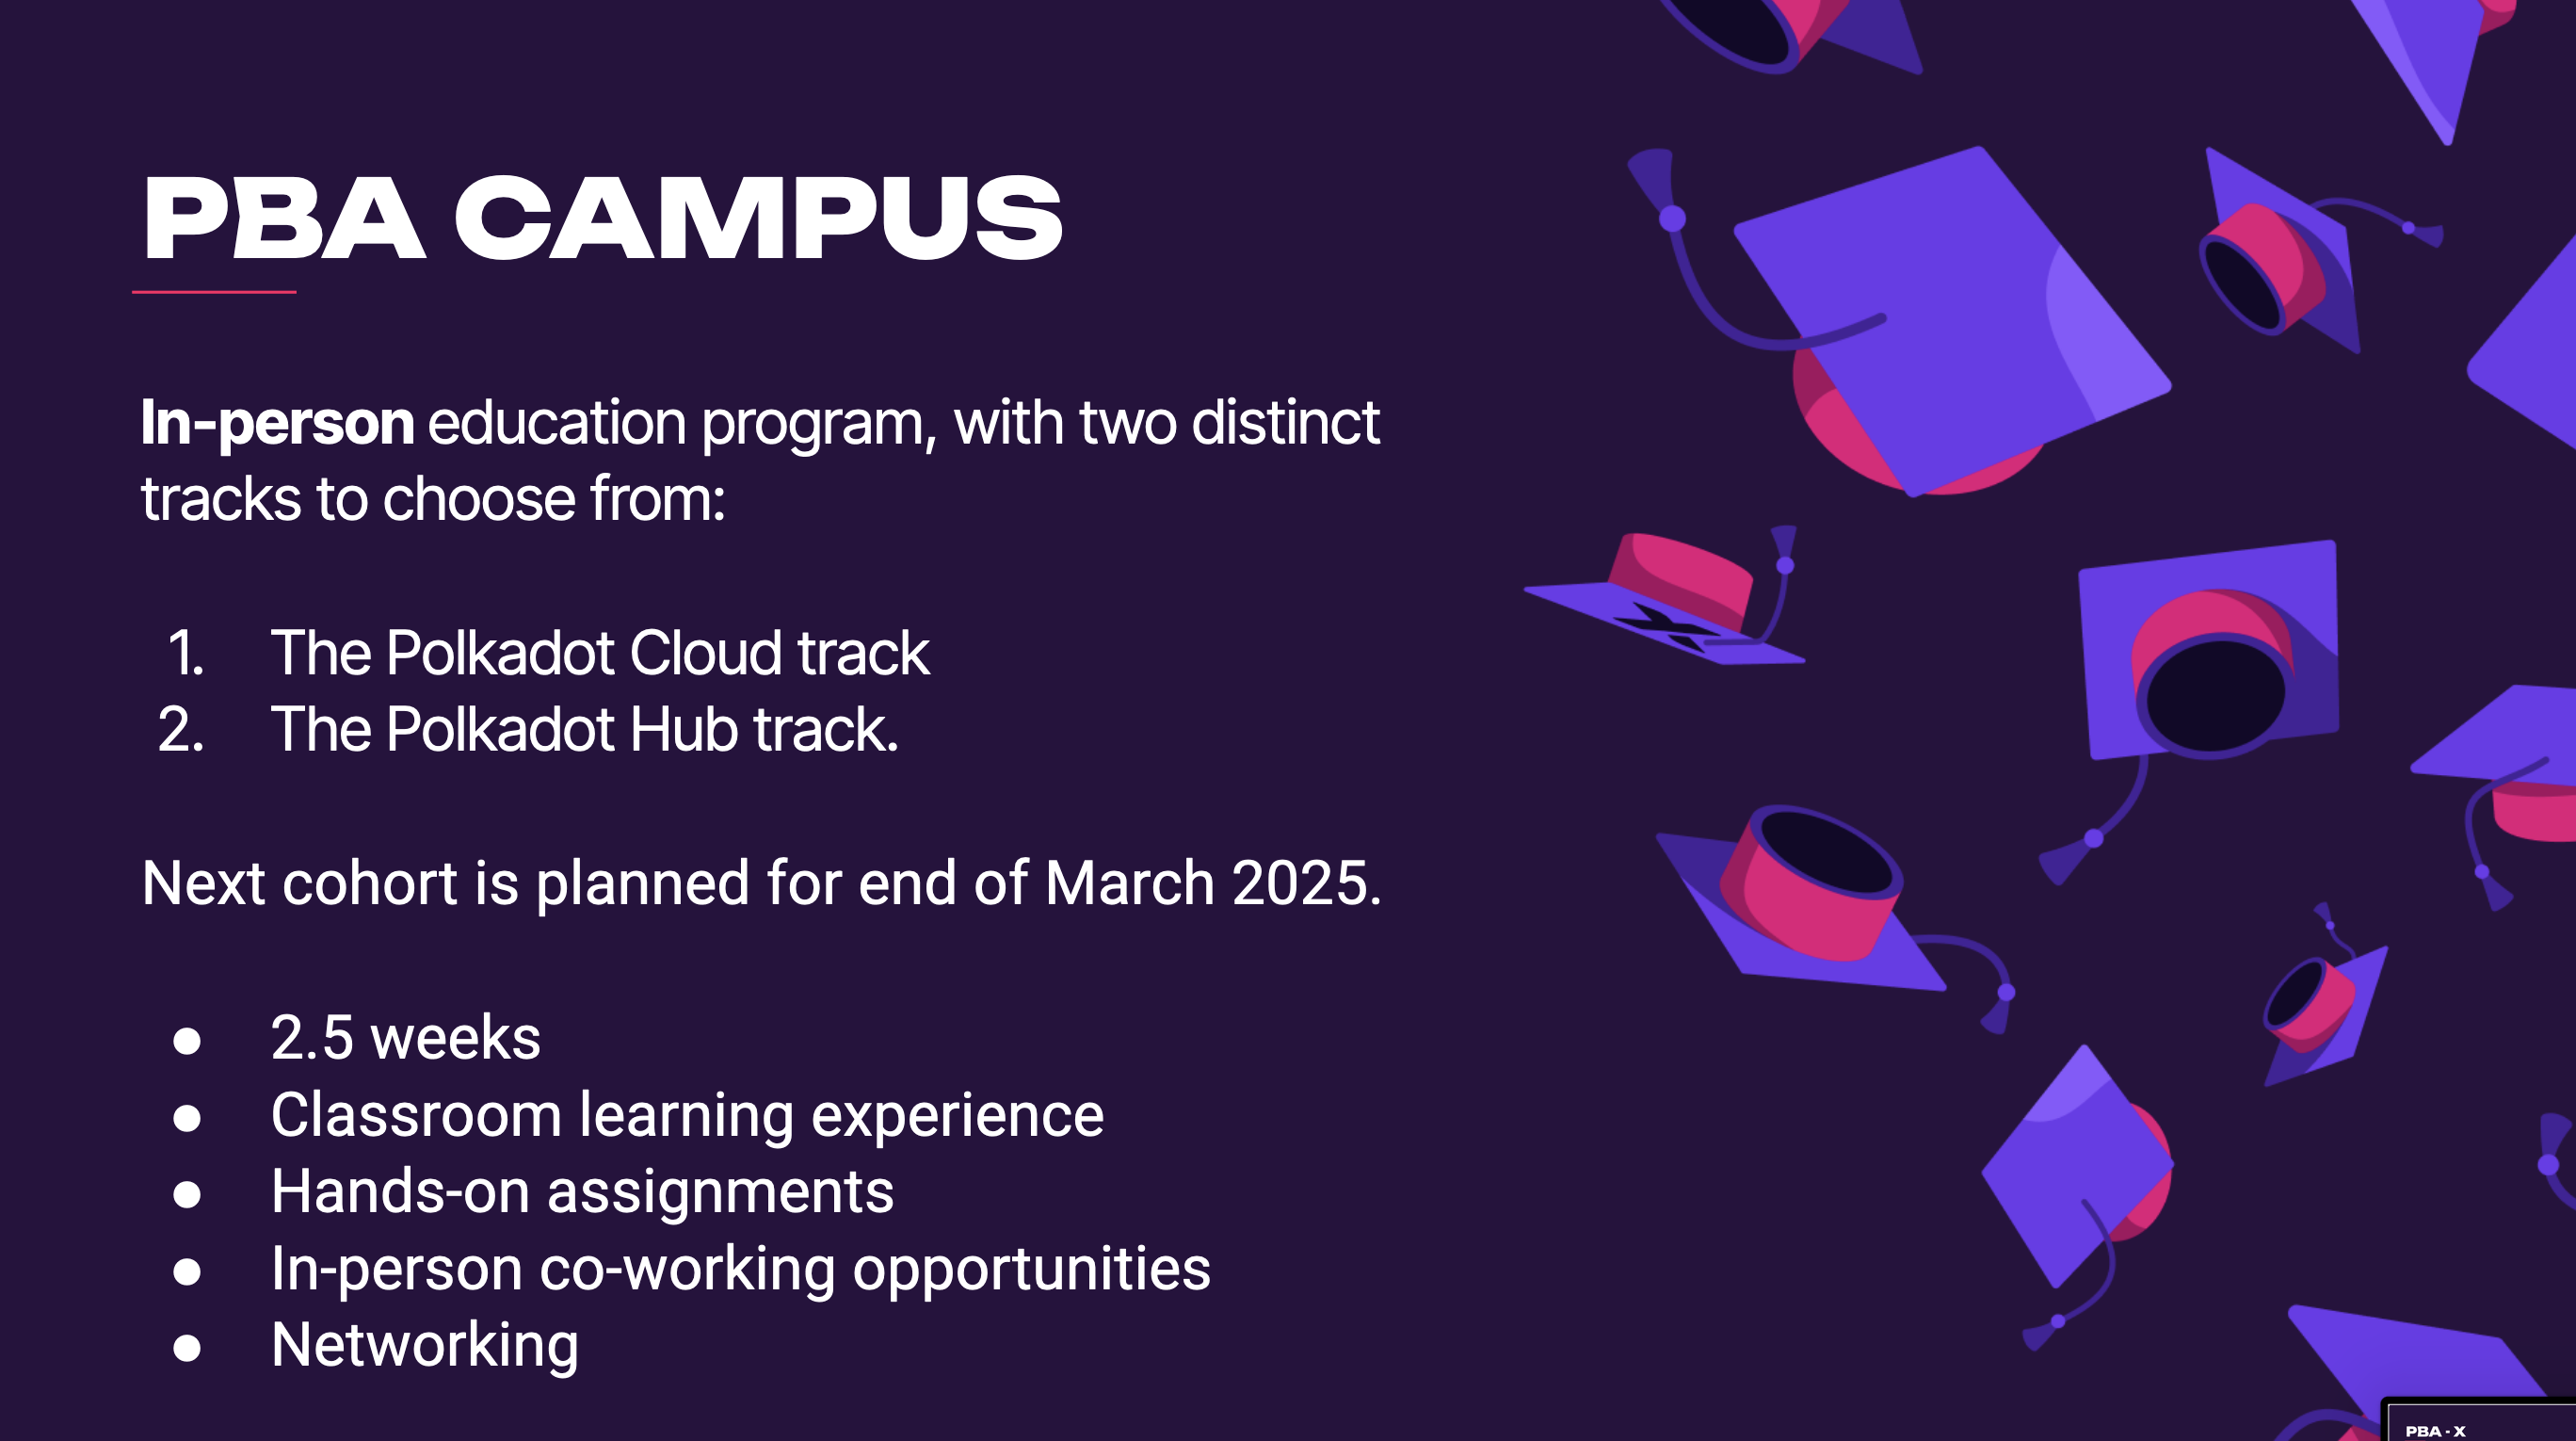 PBA CAMPUS
In-person education program, with two distinct
tracks to choose from:
1. The Polkadot Cloud track
2. The Polkadot Hub track.
Next cohort is planned for end of March 2025.
● 2.5 weeks
● Classroom learning experience
● Hands-on assignments
● In-person co-working opportunities
● Networking
PBA - X